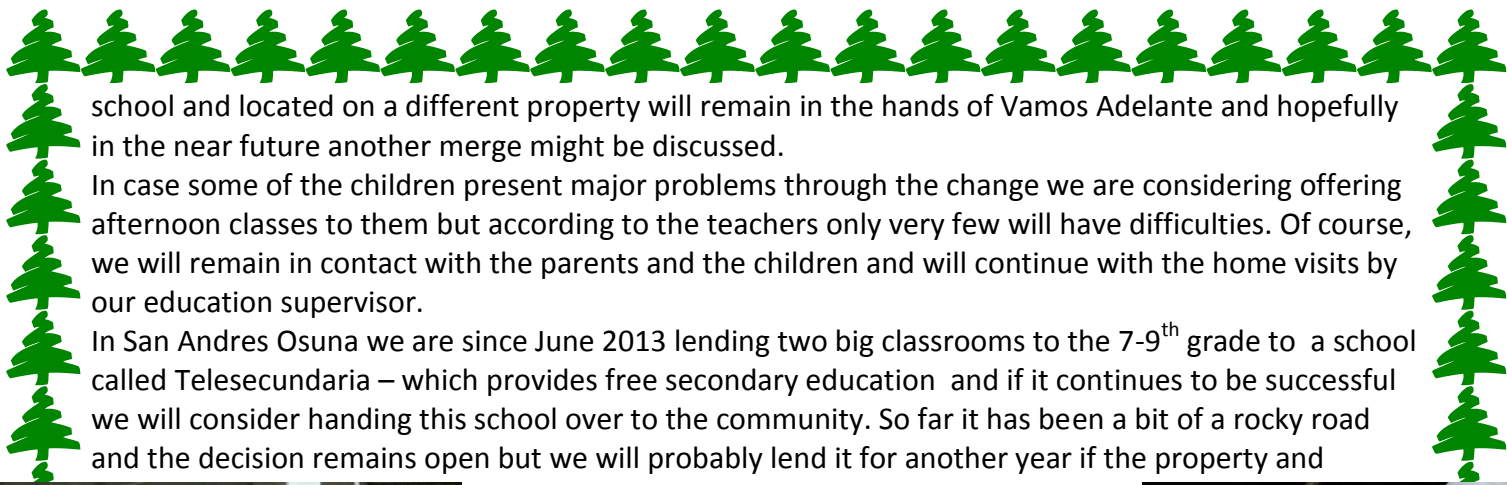 school and located on a different property will remain in the hands of Vamos Adelante and hopefully
in the near future another merge might be discussed.
In case some of the children present major problems through the change we are considering offering
afternoon classes to them but according to the teachers only very few will have difficulties. Of course,
we will remain in contact with the parents and the children and will continue with the home visits by
our education supervisor.
In San Andres Osuna we are since June 2013 lending two big classrooms to the 7-9th grade to  a school
called Telesecundaria – which provides free secondary education  and if it continues to be successful
we will consider handing this school over to the community. So far it has been a bit of a rocky road
and the decision remains open but we will probably lend it for another year if the property and